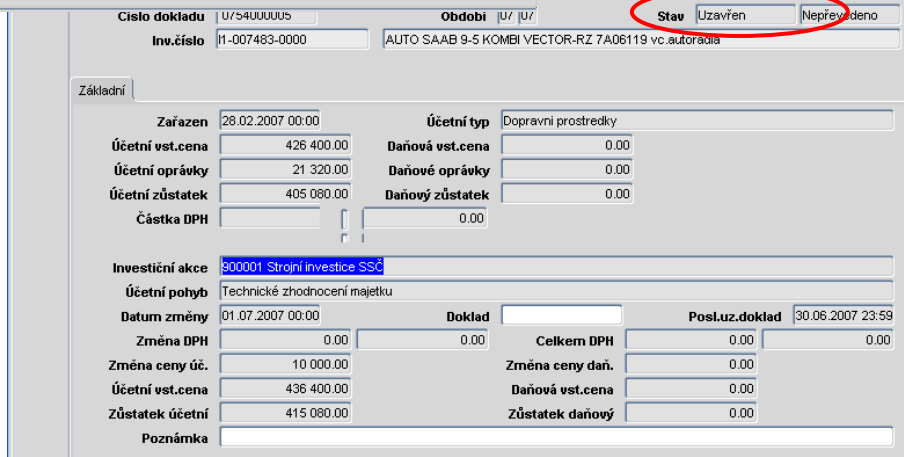 Číslo dokladu 0754000005 Období 07 07 Stav Uzavřen Nepřevedeno
Inv.číslo I1-007483-0000 AUTO SAAB 9-5 KOMBI VECTOR-RZ 7A06119 vc.autoradia
Základní
Zařazen 28.02.2007 00:00 Účetní typ Dopravni prostredky
Účetní vst.cena 426 400.00 Daňová vst.cena 0.00
Účetní oprávky 21 320.00 Daňové oprávky 0.00
Účetní zůstatek 405 080.00 Daňový zůstatek 0.00
Částka DPH 0.00
Investiční akce 900001 Strojní investice SSČ
Účetní pohyb Technické zhodnocení majetku
Datum změny 01.07.2007 00:00 Doklad Posl.uz.doklad 30.06.2007 23:59
Změna DPH 0.00 0.00 Celkem DPH 0.00 0.00
Změna ceny úč. 10 000.00 Změna ceny daň. 0.00
Účetní vst.cena 436 400.00 Daňová vst.cena 0.00
Zůstatek účetní 415 080.00 Zůstatek daňový 0.00
Poznámka